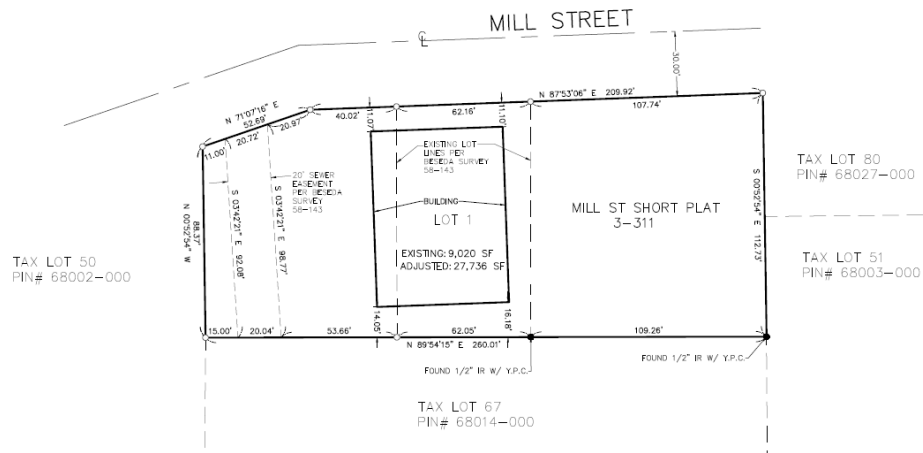 MILL STREET
℄
30.00'
N 71°07'16" E
52.69'
11.00'
20.72'
20.97'
40.02'
62.16'
N 87°53'06" E 209.92'
107.74'
11.07'
11.10'
EXISTING LOT
LINES PER
BESEDA SURVEY
58-143
20' SEWER
EASEMENT
PER BESEDA
SURVEY
58-143
S 03°42'21" E 92.08'
S 03°42'21" E 98.77'
N 00°52'54" W
88.37'
BUILDING
LOT 1
EXISTING: 9,020 SF
ADJUSTED: 27,736 SF
MILL ST SHORT PLAT
3-311
S 00°52'54" E 112.73'
TAX LOT 80
PIN# 68027-000
TAX LOT 50
PIN# 68002-000
TAX LOT 51
PIN# 68003-000
14.05'
16.18'
15.00'
20.04'
53.66'
62.05'
109.26'
N 89°54'15" E 260.01'
FOUND 1/2" IR W/ Y.P.C.
FOUND 1/2" IR W/ Y.P.C.
TAX LOT 67
PIN# 68014-000